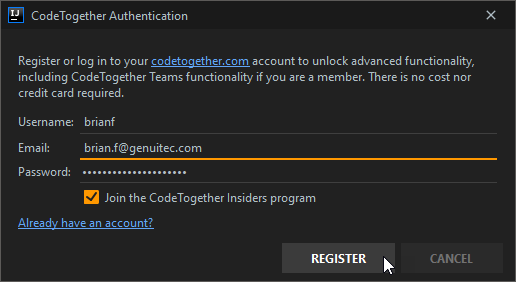 IJ
CodeTogether Authentication
Register or log in to your codetogether.com account to unlock advanced functionality,
including CodeTogether Teams functionality if you are a member. There is no cost nor
credit card required.
Username: brianf
Email: brian.f@genuitec.com
Password: •••••••••••••••••••••
Join the CodeTogether Insiders program
Already have an account?
REGISTER CANCEL